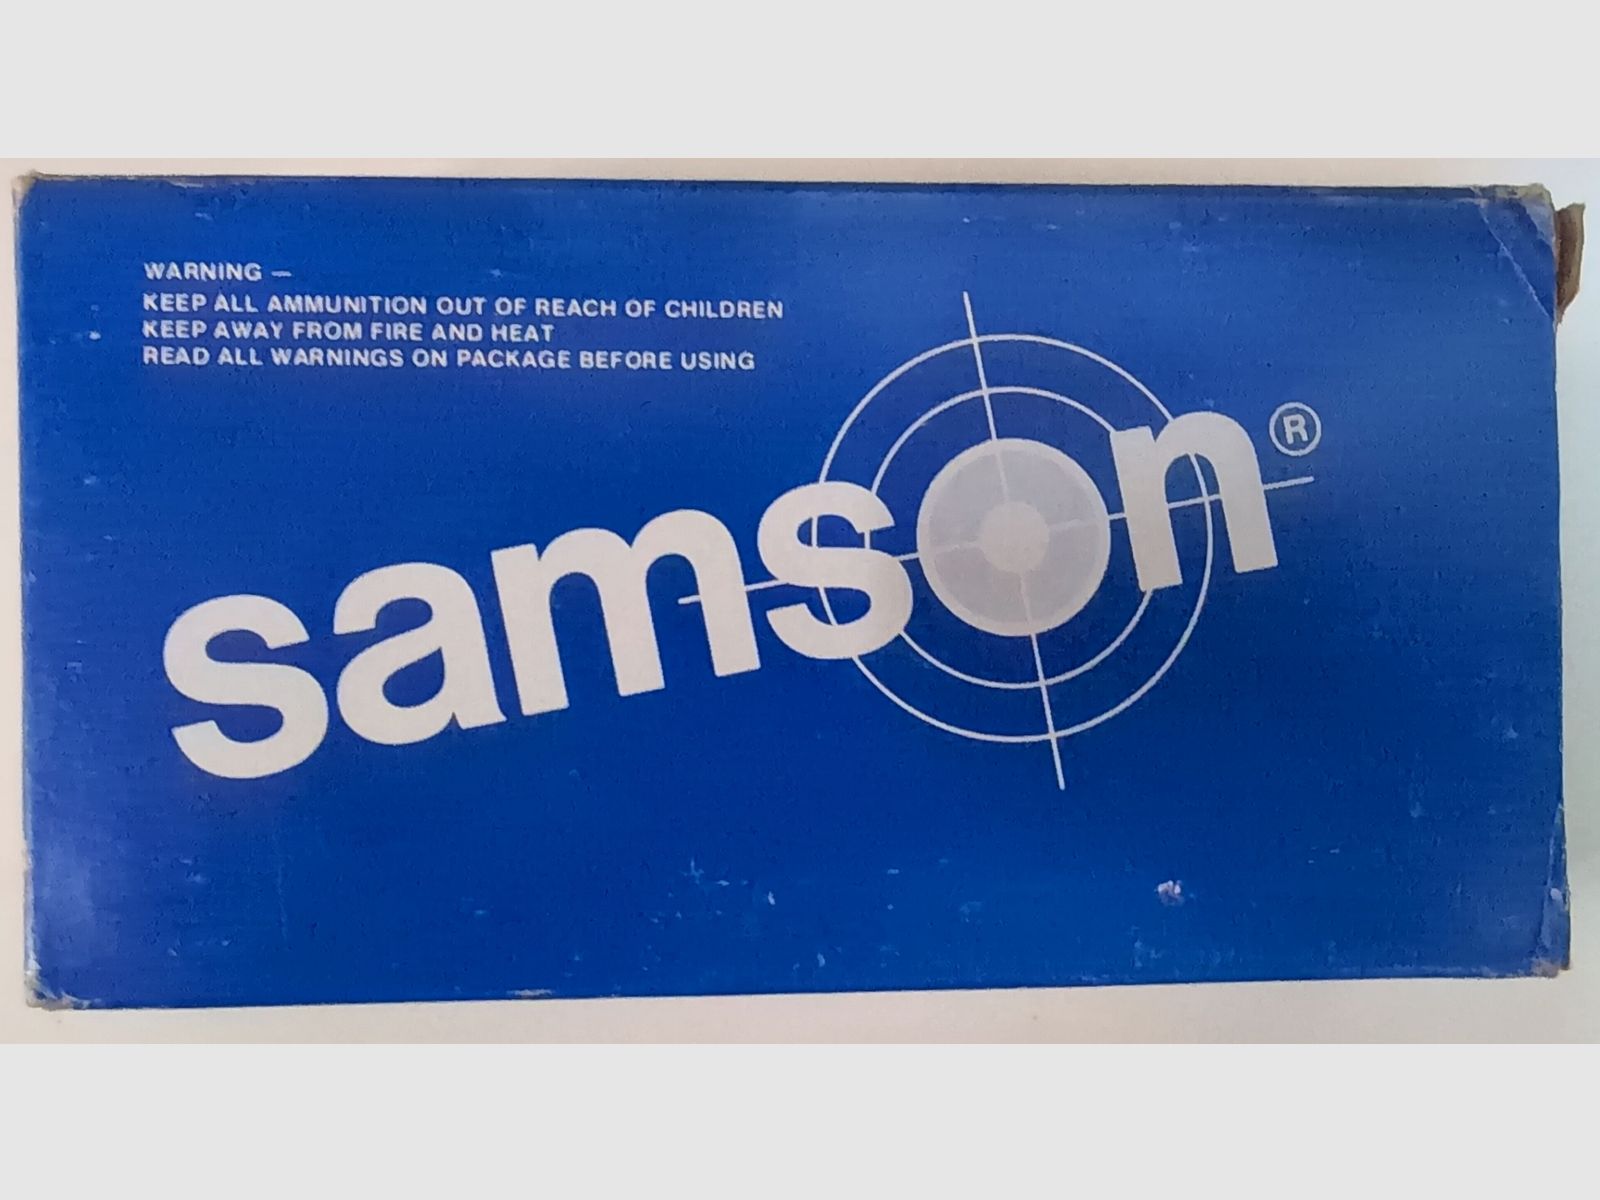 WARNING —
KEEP ALL AMMUNITION OUT OF REACH OF CHILDREN
KEEP AWAY FROM FIRE AND HEAT
READ ALL WARNINGS ON PACKAGE BEFORE USING
samson®